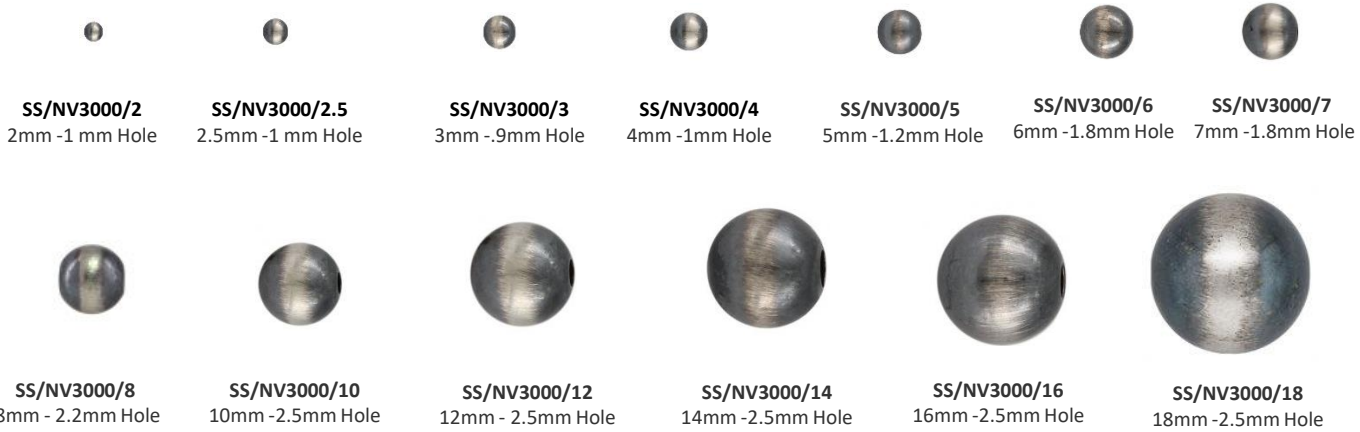 SS/NV3000/2
2mm -1 mm Hole
SS/NV3000/2.5
2.5mm -1 mm Hole
SS/NV3000/3
3mm -.9mm Hole
SS/NV3000/4
4mm -1mm Hole
SS/NV3000/5
5mm -1.2mm Hole
SS/NV3000/6
6mm -1.8mm Hole
SS/NV3000/7
7mm -1.8mm Hole
SS/NV3000/8
8mm - 2.2mm Hole
SS/NV3000/10
10mm -2.5mm Hole
SS/NV3000/12
12mm - 2.5mm Hole
SS/NV3000/14
14mm -2.5mm Hole
SS/NV3000/16
16mm -2.5mm Hole
SS/NV3000/18
18mm -2.5mm Hole